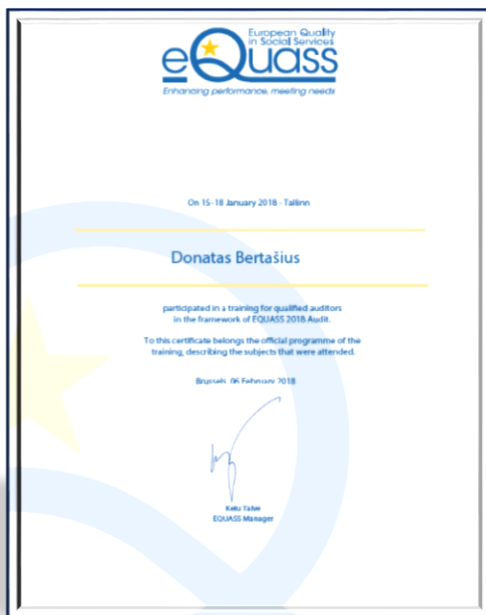 European Quality
in Social Services
eQuass
Enhancing performance, meeting needs
On 15-18 January 2018 - Tallinn
Donatas Bertašius
participated in a training for qualified auditors
in the framework of EQUASS 2018 Audit.
To this certificate belongs the official programme of the
training, describing the subjects that were attended.
Brussels, 06 February 2018
Keiu Talve
EQUASS Manager